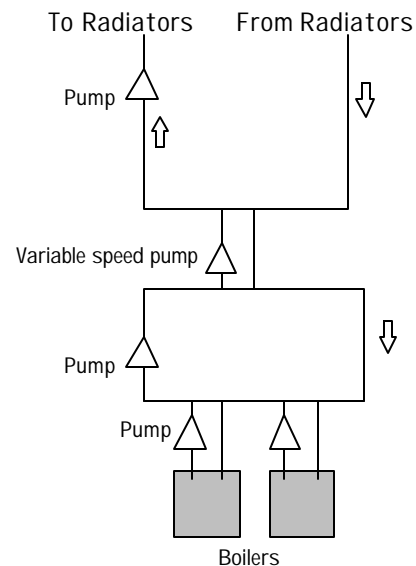 To Radiators
From Radiators
Pump
Variable speed pump
Pump
Pump
Boilers